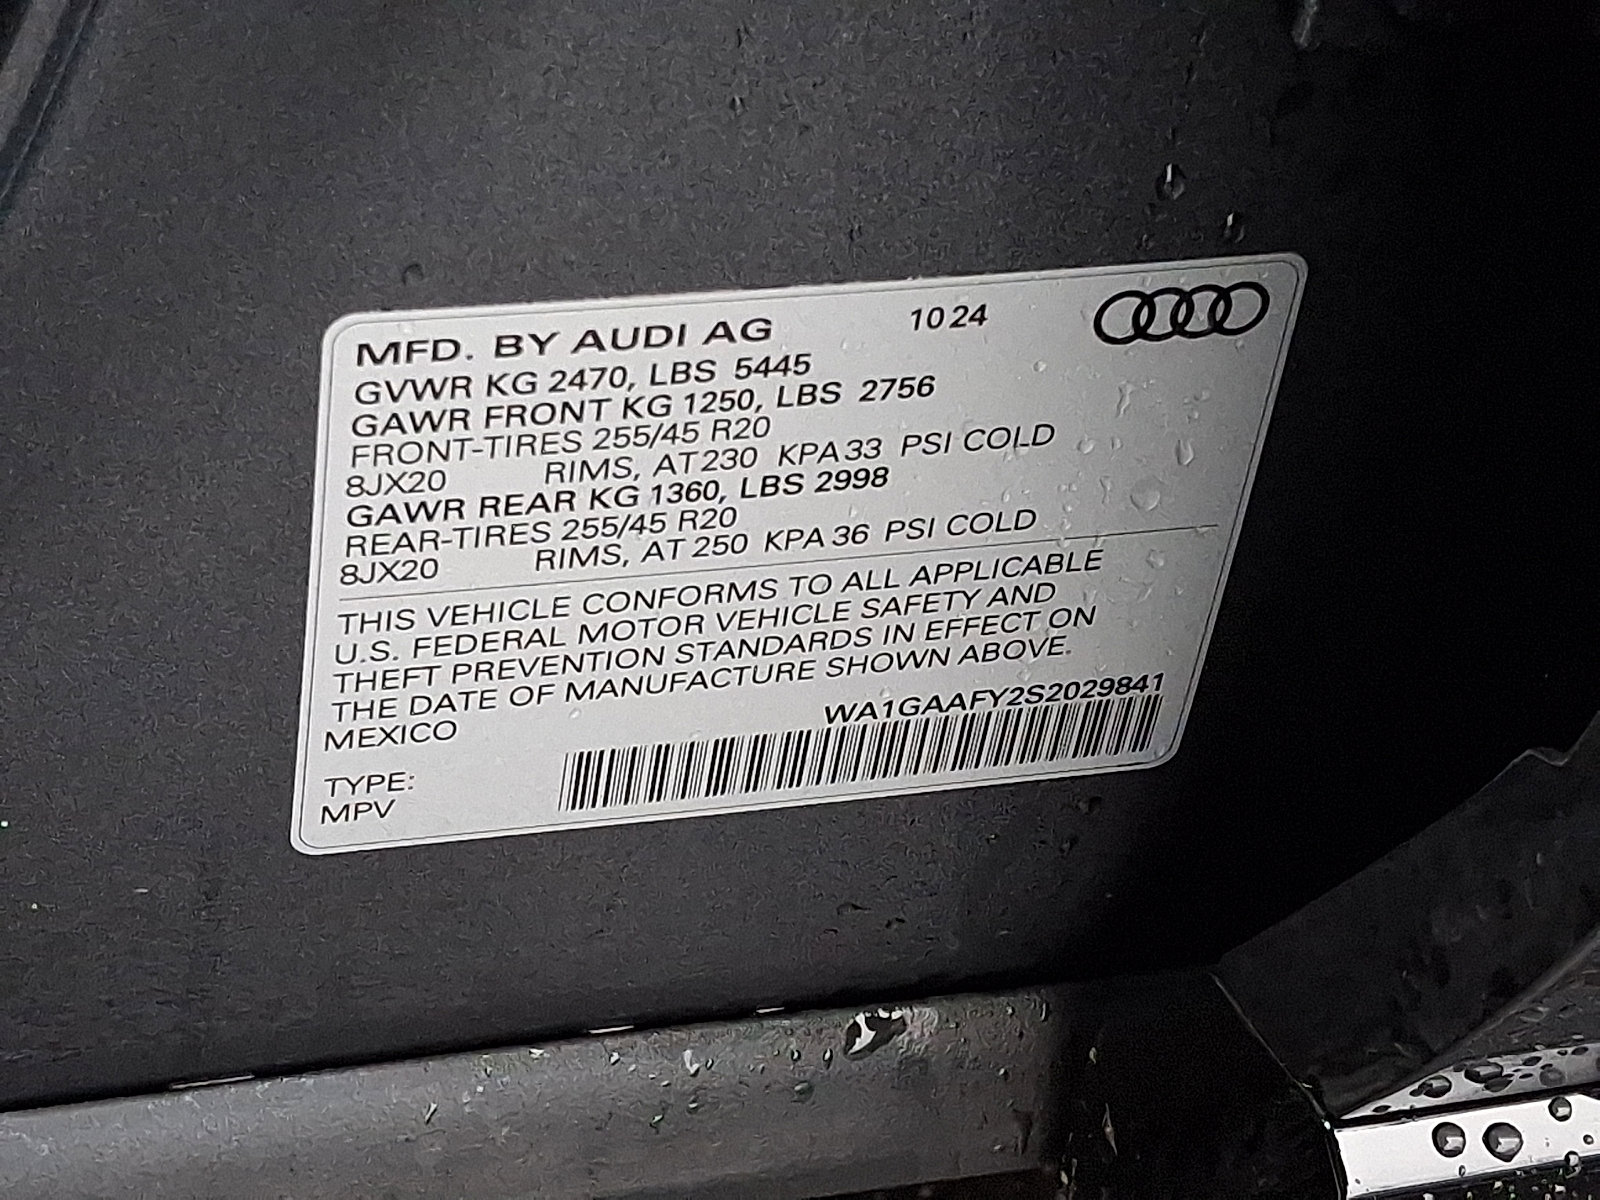 MFD. BY AUDI AG 10 24
GVWR KG 2470, LBS 5445
GAWR FRONT KG 1250, LBS 2756
FRONT-TIRES 255/45 R20
8JX20 RIMS, AT 230 KPA 33 PSI COLD
GAWR REAR KG 1360, LBS 2998
REAR-TIRES 255/45 R20
8JX20 RIMS, AT 250 KPA 36 PSI COLD
THIS VEHICLE CONFORMS TO ALL APPLICABLE
U.S. FEDERAL MOTOR VEHICLE SAFETY AND
THEFT PREVENTION STANDARDS IN EFFECT ON
THE DATE OF MANUFACTURE SHOWN ABOVE.
MEXICO WA1GAAFY2S2029841
TYPE:
MPV